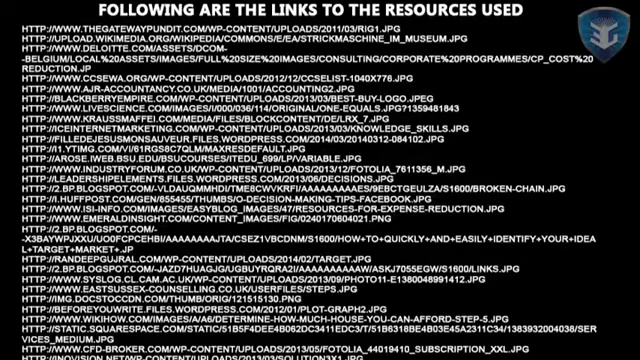 FOLLOWING ARE THE LINKS TO THE RESOURCES USED
HTTP://WWW.THEGATEWAYPUNDIT.COM/WP-CONTENT/UPLOADS/2011/03/RIG1.JPG
HTTP://UPLOAD.WIKIMEDIA.ORG/WIKIPEDIA/COMMONS/E/EA/STRICKMASCHINE_IM_MUSEUM.JPG
HTTP://WWW.DELOITTE.COM/ASSETS/DCOM-
-BELGIUM/LOCAL%20ASSETS/IMAGES/FULL%20SIZE%20IMAGES/CONSULTING/CORPORATE%20PROGRAMMES/CP_COST%20
REDUCTION.JP
HTTP://WWW.CCSEWA.ORG/WP-CONTENT/UPLOADS/2012/12/CCSELIST-1040X776.JPG
HTTP://WWW.AJR-ACCOUNTANCY.CO.UK/MEDIA/1001/ACCOUNTING2.JPG
HTTP://BLACKBERRYEMPIRE.COM/WP-CONTENT/UPLOADS/2013/03/BEST-BUY-LOGO.JPEG
HTTP://WWW.LIVESCIENCE.COM/IMAGES/I/000/036/114/ORIGINAL/ONE-EQUALS.JPG?1359481843
HTTP://WWW.KRAUSSMAFFEI.COM/MEDIA/FILES/BLOCKCONTENT/DE/LRX_7.JPG
HTTP://ICEINTERNETMARKETING.COM/WP-CONTENT/UPLOADS/2013/03/KNOWLEDGE_SKILLS.JPG
HTTP://FILLEDEJESUSMONSAUVEUR.FILES.WORDPRESS.COM/2014/03/20140312-084102.JPG
HTTP://I1.YTIMG.COM/VI/61RGS8C7QLM/MAXRESDEFAULT.JPG
HTTP://AROSE.IWEB.BSU.EDU/BSUCOURSES/ITEDU_699/LP/VARIABLE.JPG
HTTP://WWW.INDUSTRYFORUM.CO.UK/WP-CONTENT/UPLOADS/2013/12/FOTOLIA_7611356_M.JPG
HTTP://LEADERSHIPELEMENTS.FILES.WORDPRESS.COM/2013/06/DECISIONS.JPG
HTTP://2.BP.BLOGSPOT.COM/-VLDAUQMMHDI/TME8CWVKRFI/AAAAAAAAAES/9EBCTGEULZA/S1600/BROKEN-CHAIN.JPG
HTTP://I.HUFFPOST.COM/GEN/855455/THUMBS/O-DECISION-MAKING-TIPS-FACEBOOK.JPG
HTTP://WWW.ISI-INFO.COM/IMAGES/EASYBLOG_IMAGES/47/RESOURCES-FOR-EXPENSE-REDUCTION.JPG
HTTP://WWW.EMERALDINSIGHT.COM/CONTENT_IMAGES/FIG/0240170604021.PNG
HTTP://2.BP.BLOGSPOT.COM/-
-X3BAYWPJXXU/UO0FCPCEHBI/AAAAAAAAJTA/CSEZ1VBCDNM/S1600/HOW+TO+QUICKLY+AND+EASILY+IDENTIFY+YOUR+IDEA
L+TARGET+MARKET+.JP
HTTP://RANDEEPGUJRAL.COM/WP-CONTENT/UPLOADS/2014/02/TARGET.JPG
HTTP://2.BP.BLOGSPOT.COM/-JAZD7HUAGJG/UGBUYRQRA2I/AAAAAAAAAAW/ASKJ7055EGW/S1600/LINKS.JPG
HTTP://WWW.SYSLOG.CL.CAM.AC.UK/WP-CONTENT/UPLOADS/2013/09/PHOTO11-E1380048991412.JPG
HTTP://EASTSUSSEX-COUNSELLING.CO.UK/USERFILES/STEPS.JPG
HTTP://IMG.DOCSTOCCDN.COM/THUMB/ORIG/121515130.PNG
HTTP://BEFOREYOUWRITE.FILES.WORDPRESS.COM/2012/01/PLOT-GRAPH2.JPG
HTTP://WWW.WIKIHOW.COM/IMAGES/A/A6/DETERMINE-HOW-MUCH-HOUSE-YOU-CAN-AFFORD-STEP-5.JPG
HTTP://STATIC.SQUARESPACE.COM/STATIC/51B5F4DEE4B062DC3411EDC3/T/51B6318BE4B03E45A2311C34/1383932004038/SER
VICES_MEDIUM.JPG
HTTP://WWW.CFD-BROKER.COM/WP-CONTENT/UPLOADS/2013/05/FOTOLIA_44019410_SUBSCRIPTION_XXL.JPG
HTTP://INOVISION.NET/WP-CONTENT/UPLOADS/2013/03/SOLUTION3X1.JPG